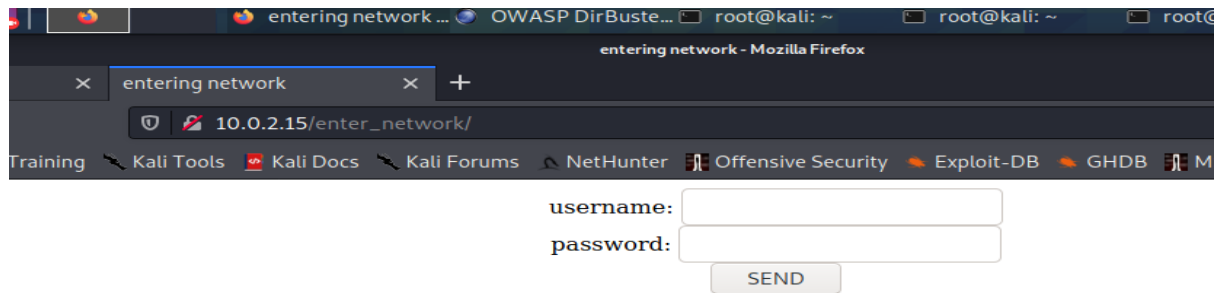 entering network ... OWASP DirBuste... root@kali: ~ root@kali: ~ root@
entering network - Mozilla Firefox
entering network
10.0.2.15/enter_network/
Training Kali Tools Kali Docs Kali Forums NetHunter Offensive Security Exploit-DB GHDB M
username:
password:
SEND